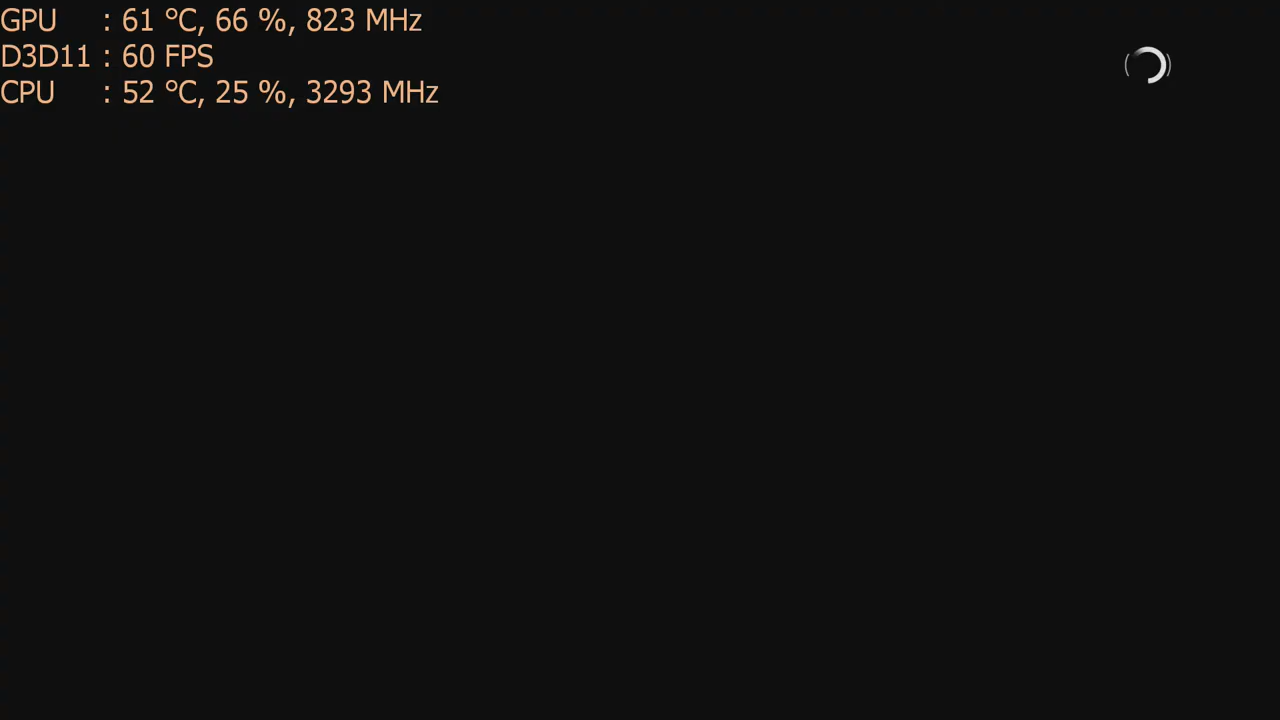 GPU : 61 °C, 66 %, 823 MHz
D3D11 : 60 FPS
CPU : 52 °C, 25 %, 3293 MHz